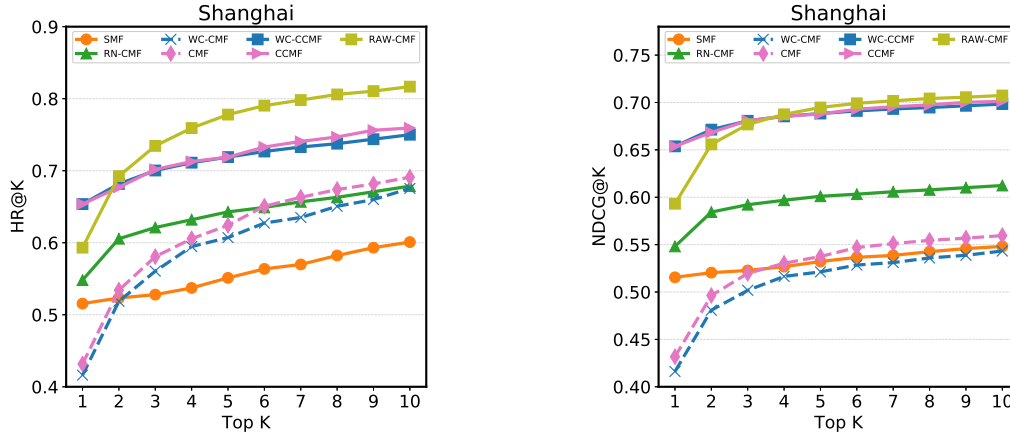 Shanghai
HR@K
0.9
0.8
0.7
0.6
0.5
0.4
SMF
RN-CMF
WC-CMF
CMF
WC-CCMF
CCMF
RAW-CMF
1 2 3 4 5 6 7 8 9 10
Top K
Shanghai
NDCG@K
0.75
0.70
0.65
0.60
0.55
0.50
0.45
0.40
SMF
RN-CMF
WC-CMF
CMF
WC-CCMF
CCMF
RAW-CMF
1 2 3 4 5 6 7 8 9 10
Top K